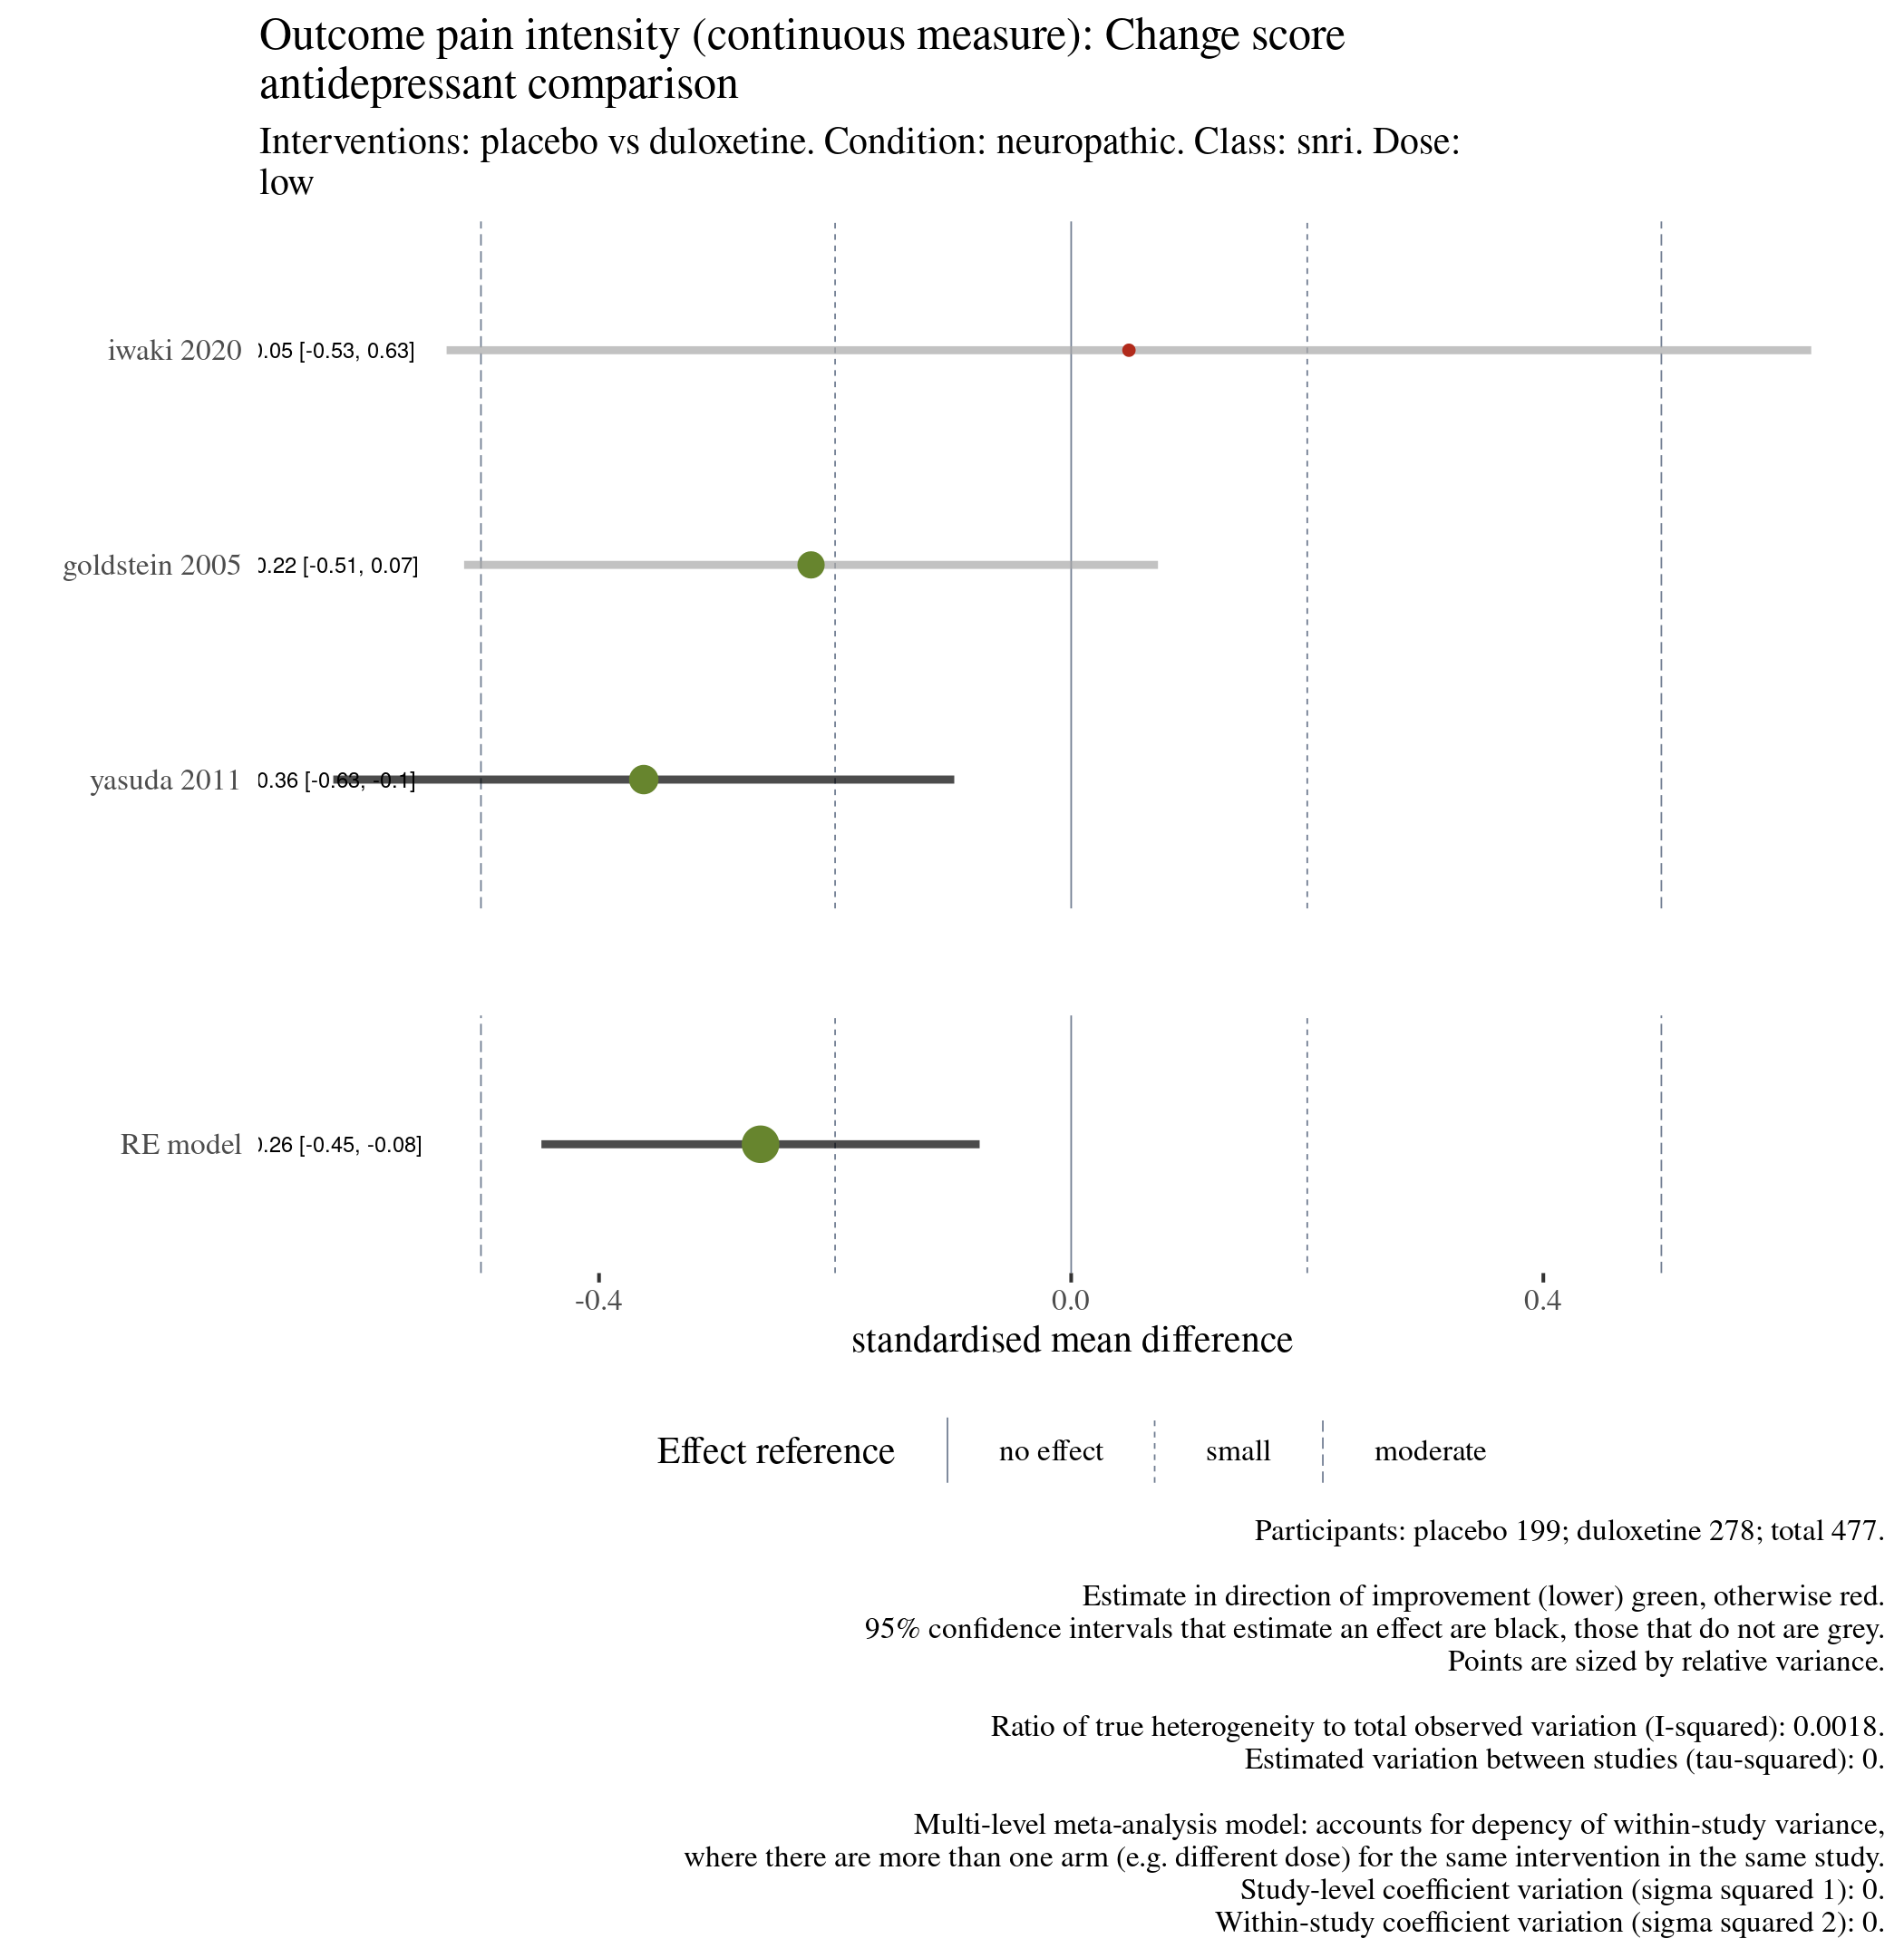 Outcome pain intensity (continuous measure): Change score
antidepressant comparison
Interventions: placebo vs duloxetine. Condition: neuropathic. Class: snri. Dose:
low
iwaki 2020 .05 [-0.53, 0.63]
goldstein 2005 0.22 [-0.51, 0.07]
yasuda 2011 0.36 [-0.63, -0.1]
RE model .26 [-0.45, -0.08]
-0.4 0.0 0.4
standardised mean difference
Effect reference no effect small moderate
Participants: placebo 199; duloxetine 278; total 477.
Estimate in direction of improvement (lower) green, otherwise red.
95% confidence intervals that estimate an effect are black, those that do not are grey.
Points are sized by relative variance.
Ratio of true heterogeneity to total observed variation (I-squared): 0.0018.
Estimated variation between studies (tau-squared): 0.
Multi-level meta-analysis model: accounts for depency of within-study variance,
where there are more than one arm (e.g. different dose) for the same intervention in the same study.
Study-level coefficient variation (sigma squared 1): 0.
Within-study coefficient variation (sigma squared 2): 0.